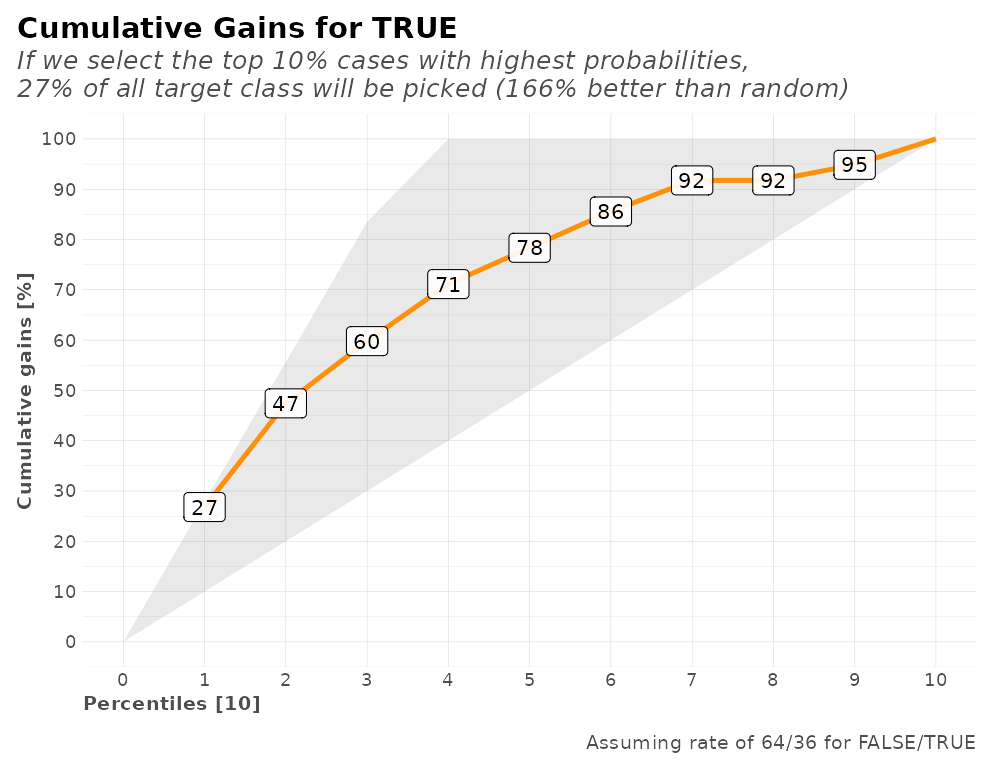 Cumulative Gains for TRUE
If we select the top 10% cases with highest probabilities,
27% of all target class will be picked (166% better than random)
Cumulative gains [%]
100
90
80
70
60
50
40
30
20
10
0
27
47
60
71
78
86
92
92
95
0 1 2 3 4 5 6 7 8 9 10
Percentiles [10]
Assuming rate of 64/36 for FALSE/TRUE